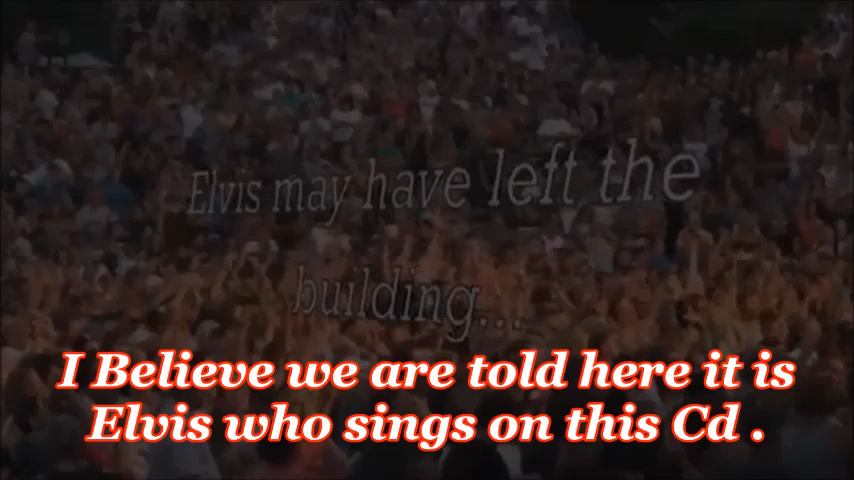 Elvis may have left the
building...
I Believe we are told here it is
Elvis who sings on this Cd .